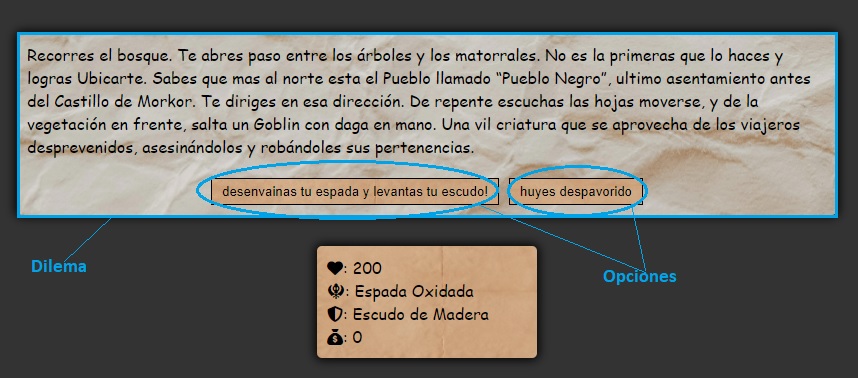 Recorres el bosque. Te abres paso entre los árboles y los matorrales. No es la primeras que lo haces y
logras Ubicarte. Sabes que mas al norte esta el Pueblo llamado “Pueblo Negro”, ultimo asentamiento antes
del Castillo de Morkor. Te diriges en esa dirección. De repente escuchas las hojas moverse, y de la
vegetación en frente, salta un Goblin con daga en mano. Una vil criatura que se aprovecha de los viajeros
desprevenidos, asesinándolos y robándoles sus pertenencias.
desenvainas tu espada y levantas tu escudo! huyes despavorido
Dilema
Opciones
: 200
: Espada Oxidada
: Escudo de Madera
: 0